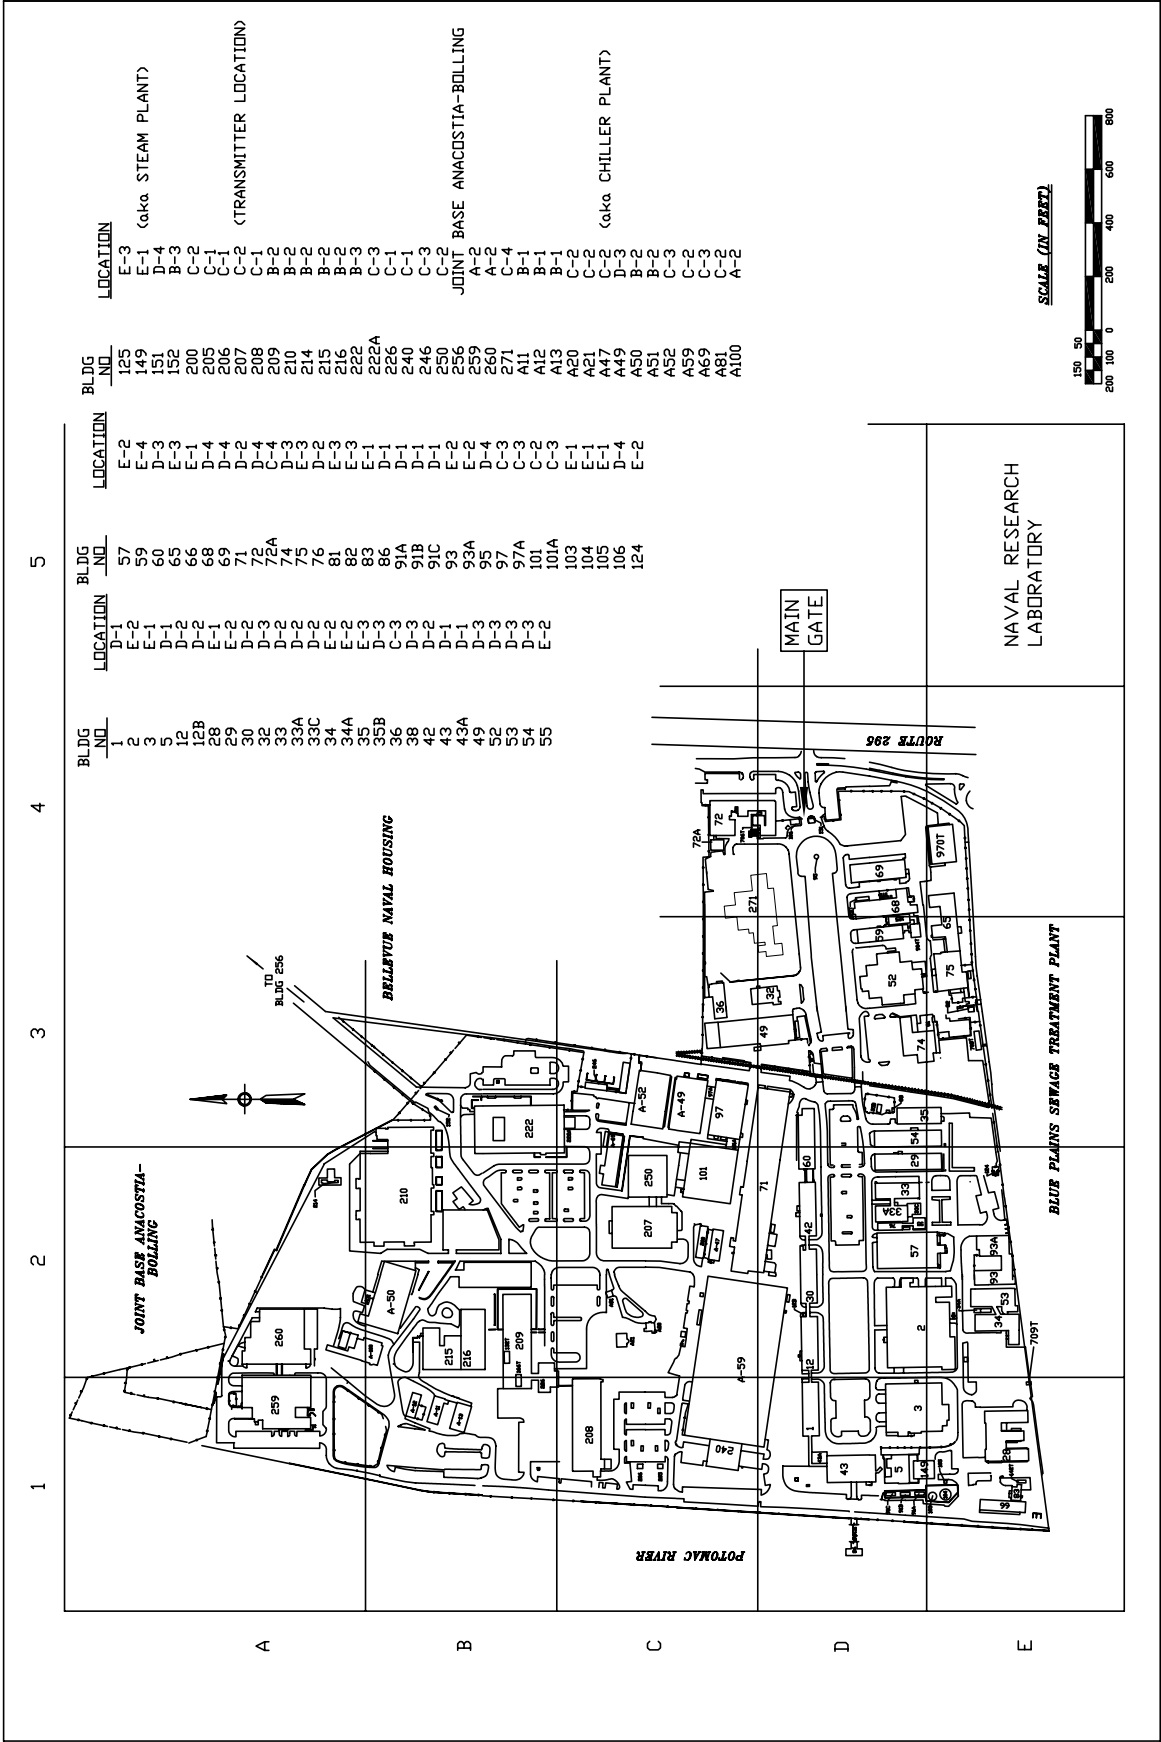 1 2 3 4 5
A
B
C
D
E
BLDG NO LOCATION
1 D-1
2 E-2
3 E-1
5 D-1
12 D-2
12B D-2
28 E-1
29 E-2
30 D-2
32 D-3
33 D-2
33A D-2
33C D-2
34 E-2
34A E-2
35 E-3
35B D-3
36 C-3
38 D-3
42 D-2
43 D-1
43A D-1
49 D-3
52 D-3
53 D-3
54 D-3
55 E-2
BLDG NO LOCATION
57 E-2
59 E-4
60 D-3
65 E-3
66 E-1
68 D-4
69 D-4
71 D-2
72 D-4
72A C-4
74 D-3
75 E-3
76 D-2
81 E-3
82 E-3
83 E-1
86 D-1
91A D-1
91B D-1
91C D-1
93 E-2
93A E-2
95 D-4
97 C-3
97A C-3
101 C-2
101A C-3
103 E-1
104 E-1
105 E-1
106 D-4
124 E-2
BLDG NO LOCATION
125 E-3
149 E-1 (aka STEAM PLANT)
151 D-4
152 B-3
200 C-2
205 C-1
206 C-1
207 C-2 (TRANSMITTER LOCATION)
208 C-1
209 B-2
210 B-2
214 B-2
215 B-2
216 B-2
222 B-3
222A C-3
226 C-1
240 C-1
246 C-3
250 C-2
256 JOINT BASE ANACOSTIA-BOLLING
259 A-2
260 A-2
271 C-4
A11 B-1
A12 B-1
A13 B-1
A20 C-2
A21 C-2
A47 C-2 (aka CHILLER PLANT)
A49 D-3
A50 B-2
A51 B-2
A52 C-3
A59 C-2
A69 C-3
A81 C-2
A100 A-2
JOINT BASE ANACOSTIA-
BOLLING
TO
BLDG 256
BELLEVUE NAVAL HOUSING
260
259
210
A-50
222
215
216
209
208
207
250
101
A-52
A-49
97
71
A-59
240
36
32
49
271
72A
72
60
42
30
12
1
43
5
149
3
2
57
33A
33
29
54
35
74
52
59
68
69
65
75
970T
93A
93
53
34
28
83
66
709T
POTOMAC RIVER
ROUTE 295
MAIN
GATE
BLUE PLAINS SEWAGE TREATMENT PLANT
NAVAL RESEARCH
LABORATORY
SCALE (IN FEET)
150 50
200 100 0 200 400 600 800